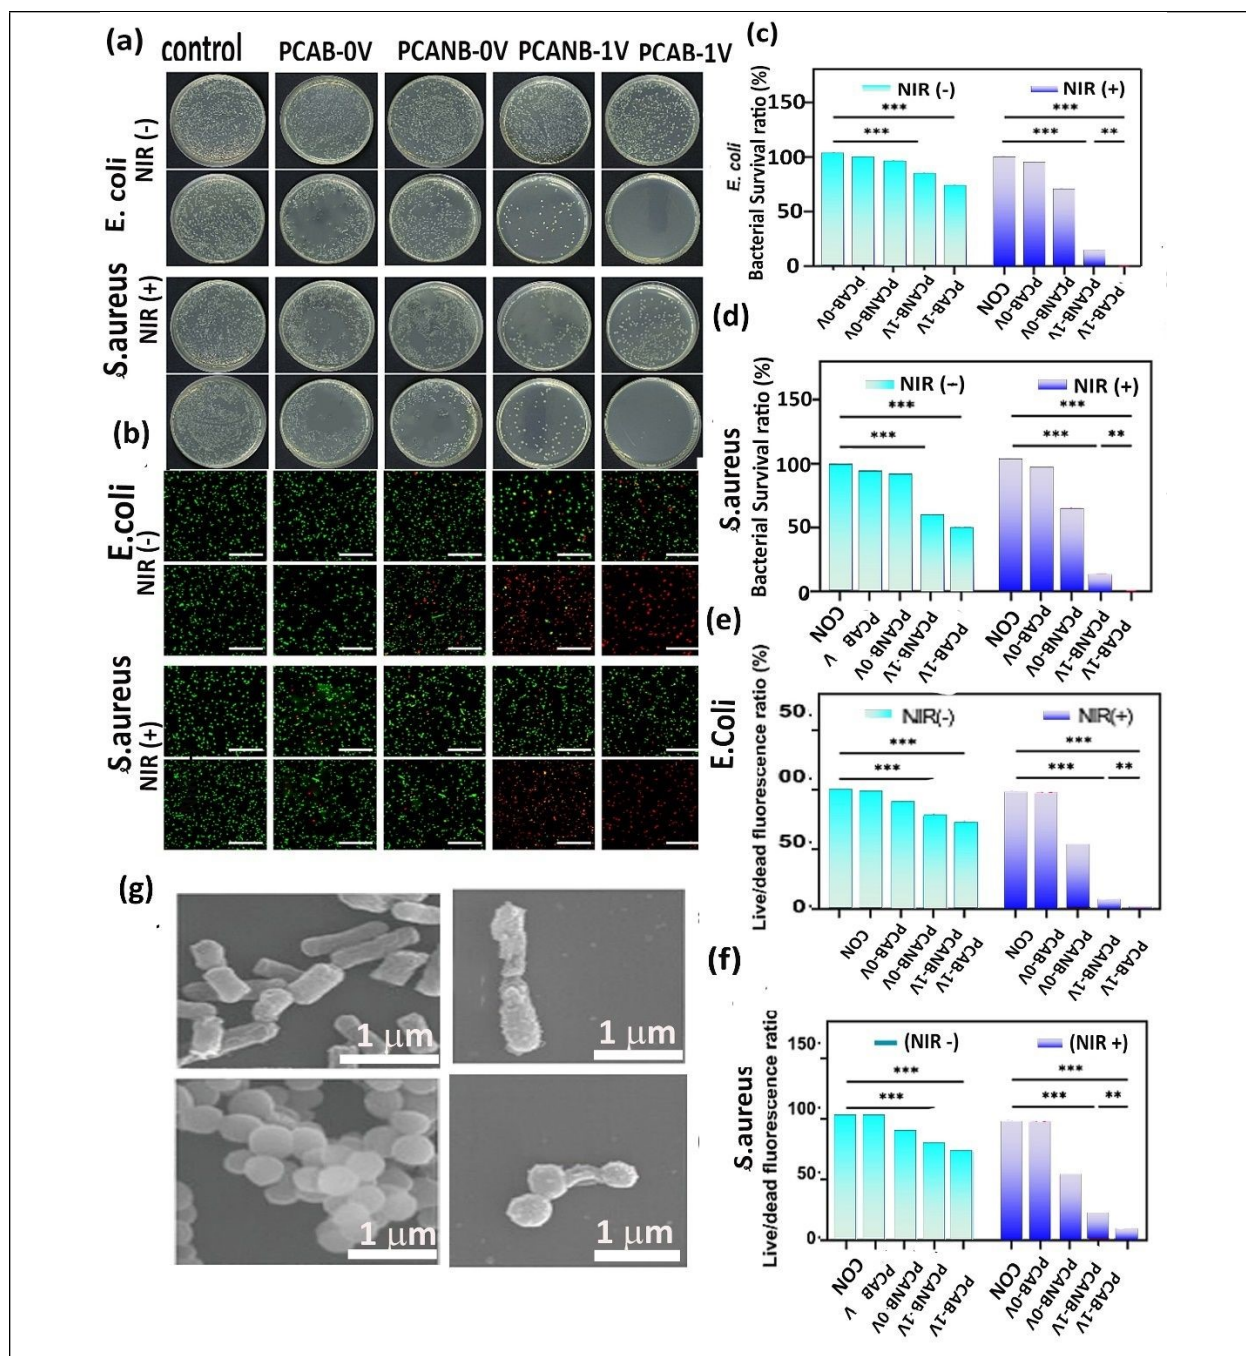 (a)
control
PCAB-0V
PCANB-0V
PCANB-1V
PCAB-1V
E. coli
NIR (-)
S.aureus
NIR (+)
(b)
E.coli
NIR (-)
S.aureus
NIR (+)
(g)
1 μm
1 μm
1 μm
1 μm
(c)
E. coli
Bacterial Survival ratio (%)
150
100
50
0
NIR (-)
NIR (+)
***
***
***
***
**
PCAB-0V
PCANB-0V
PCANB-1V
PCAB-1V
CON
PCAB-0V
PCANB-0V
PCANB-1V
PCAB-1V
(d)
S.aureus
Bacterial Survival ratio (%)
150
100
50
0
NIR (-)
NIR (+)
***
***
***
***
**
CON
PCAB
V
PCANB-0V
PCANB-1V
PCAB-1V
CON
PCAB-0V
PCANB-0V
PCANB-1V
PCAB-1V
(e)
E.Coli
Live/dead fluorescence ratio (%)
50
00
50
0
NIR(-)
NIR(+)
***
***
***
***
**
CON
PCAB-0V
PCANB-0V
PCANB-1V
PCAB-1V
CON
PCAB-0V
PCANB-0V
PCANB-1V
PCAB-1V
(f)
S.aureus
Live/dead fluorescence ratio
150
100
50
0
(NIR -)
(NIR +)
***
***
***
***
**
CON
PCAB
V
PCANB-0V
PCANB-1V
PCAB-1V
CON
PCAB-0V
PCANB-0V
PCANB-1V
PCAB-1V